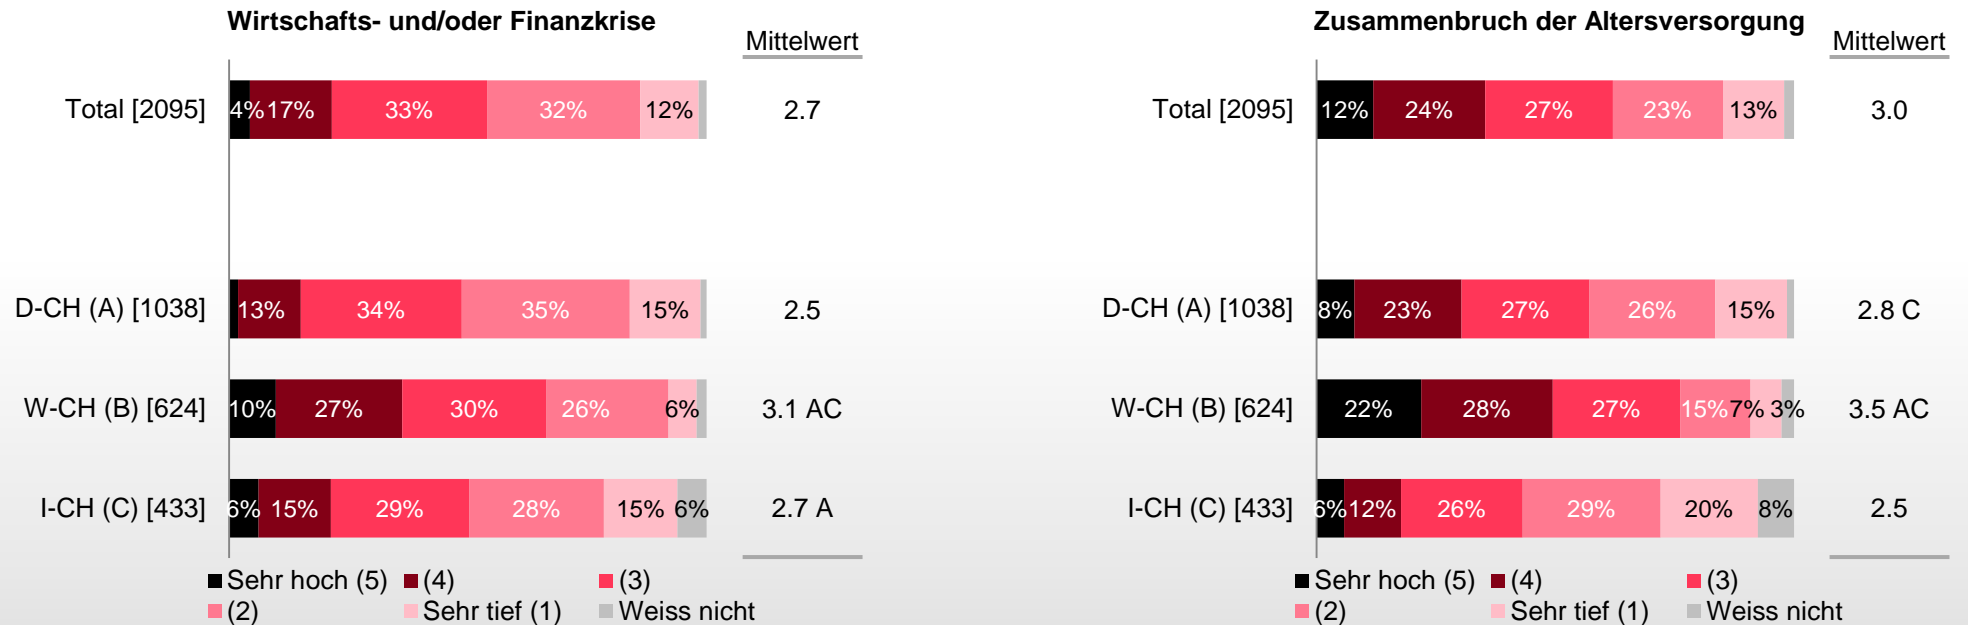 Wirtschafts- und/oder Finanzkrise
Mittelwert
Total [2095] 4% 17% 33% 32% 12% 2.7
D-CH (A) [1038] 13% 34% 35% 15% 2.5
W-CH (B) [624] 10% 27% 30% 26% 6% 3.1 AC
I-CH (C) [433] 6% 15% 29% 28% 15% 6% 2.7 A
Sehr hoch (5) (4) (3)
(2) Sehr tief (1) Weiss nicht
Zusammenbruch der Altersversorgung
Mittelwert
Total [2095] 12% 24% 27% 23% 13% 3.0
D-CH (A) [1038] 8% 23% 27% 26% 15% 2.8 C
W-CH (B) [624] 22% 28% 27% 15% 7% 3% 3.5 AC
I-CH (C) [433] 6% 12% 26% 29% 20% 8% 2.5
Sehr hoch (5) (4) (3)
(2) Sehr tief (1) Weiss nicht